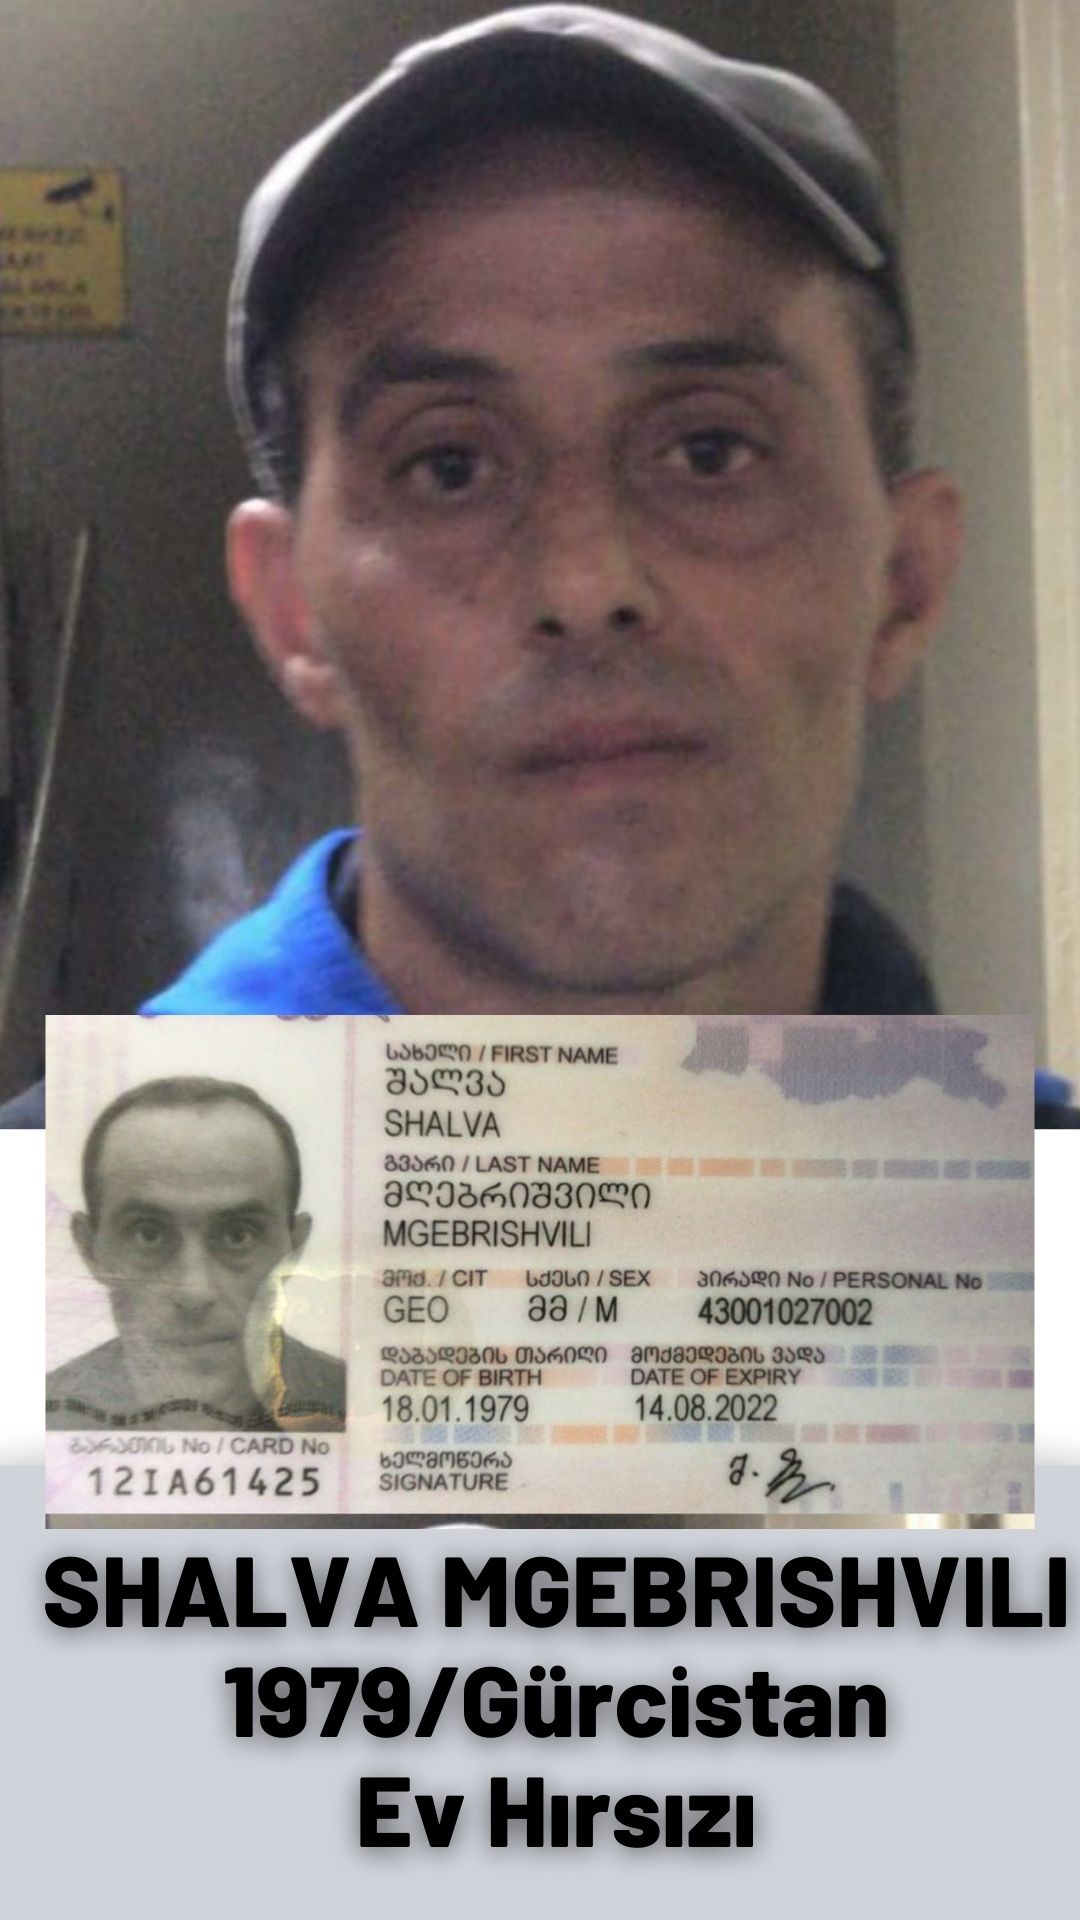 სახელი / FIRST NAME
შალვა
SHALVA
გვარი / LAST NAME
მღებრიშვილი
MGEBRISHVILI
მოქ. / CIT სქესი / SEX პირადი No / PERSONAL No
GEO მმ / M 43001027002
დაბადების თარიღი მოქმედების ვადა
DATE OF BIRTH DATE OF EXPIRY
18.01.1979 14.08.2022
ბარათის No / CARD No
12IA61425
ხელმოწერა
SIGNATURE
SHALVA MGEBRISHVILI
1979/Gürcistan
Ev Hırsızı